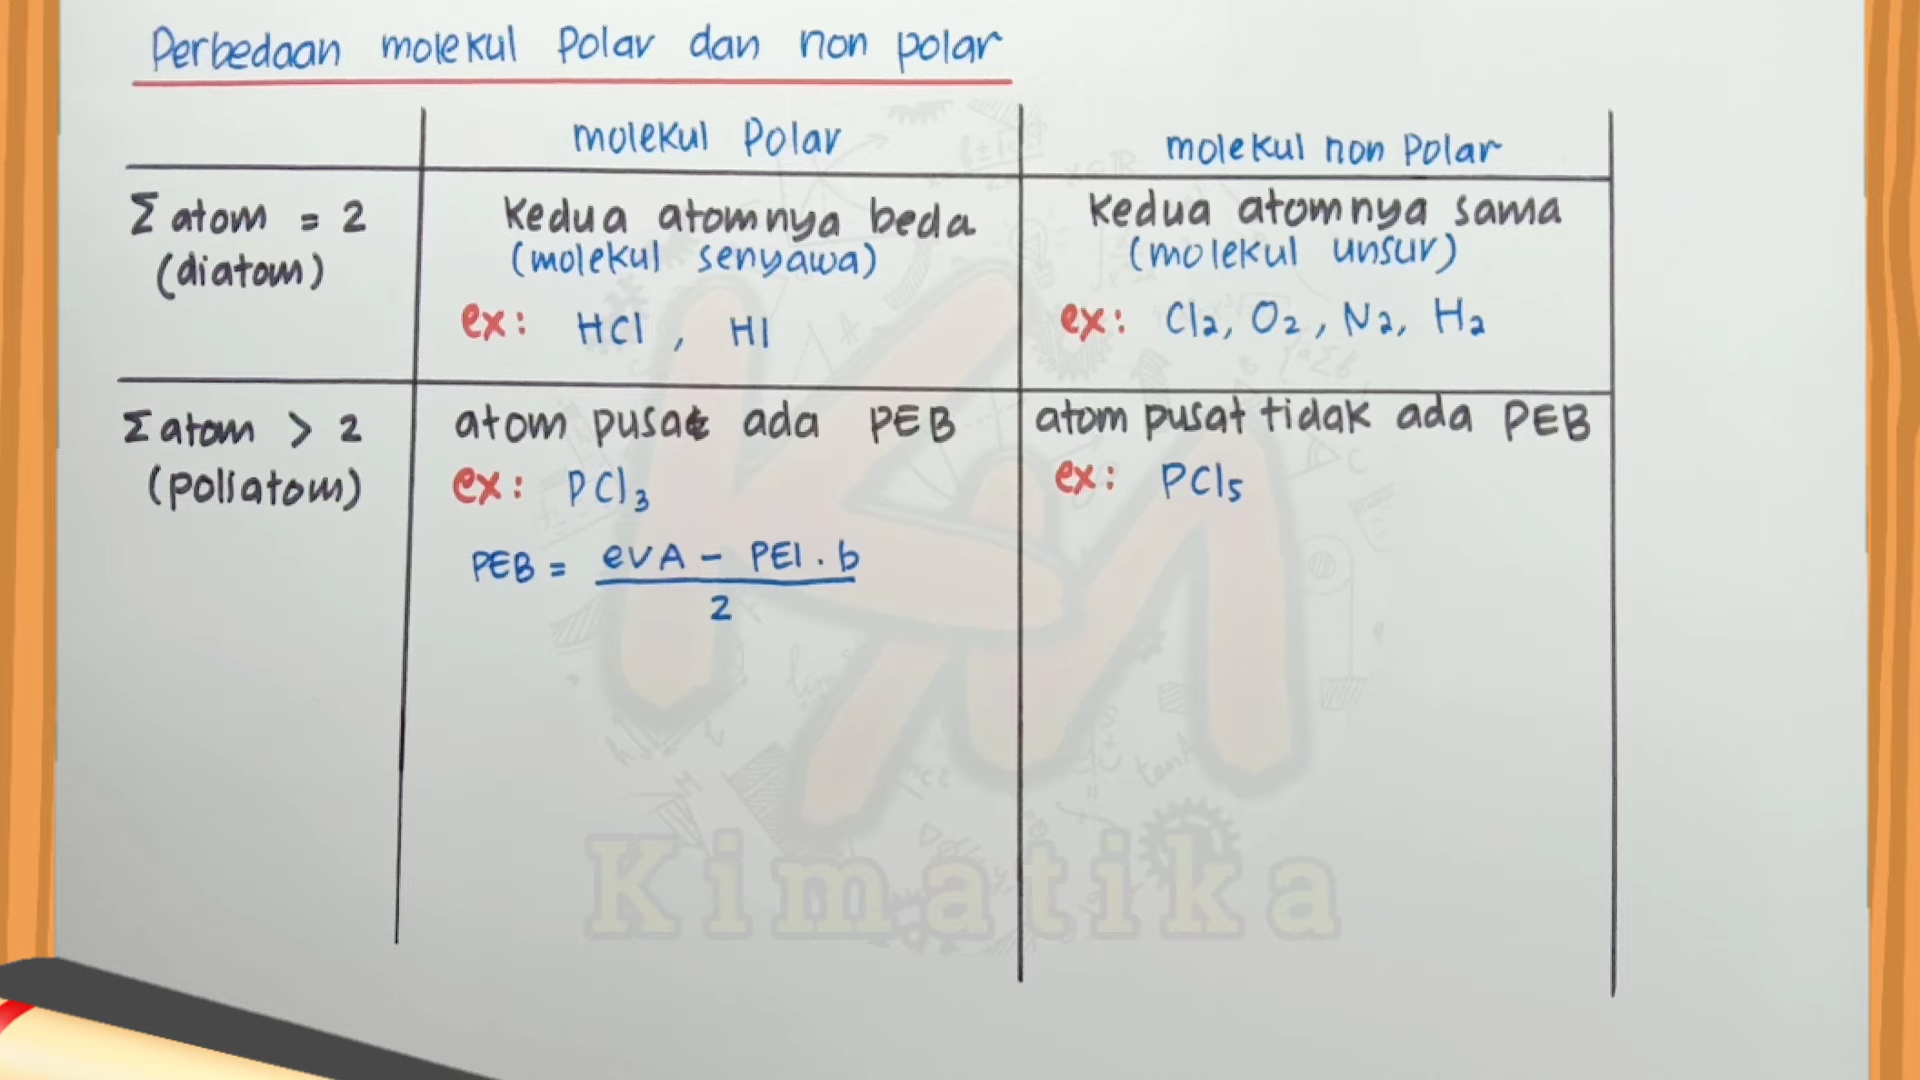 Perbedaan molekul Polar dan non polar
molekul Polar
molekul non Polar
Σ atom = 2
(diatom)
Kedua atomnya beda
(molekul senyawa)
ex: HCl , HI
Kedua atomnya sama
(molekul unsur)
ex: Cl₂, O₂, N₂, H₂
Σ atom > 2
(poliatom)
atom pusat ada PEB
ex: PCl₃
PEB = eVA - PEI . b
2
atom pusat tidak ada PEB
ex: PCl₅
Kimatika